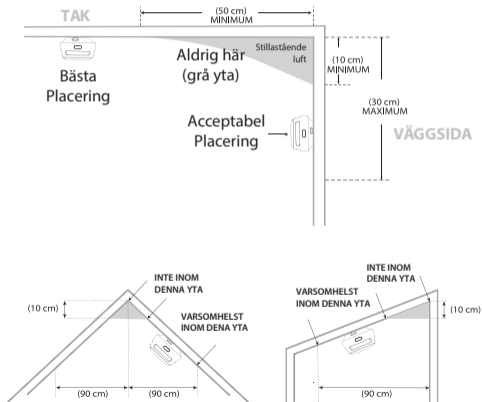 TAK
(50 cm)
MINIMUM
Aldrig här
(grå yta)
Stillastående
luft
(10 cm)
MINIMUM
Bästa
Placering
(30 cm)
MAXIMUM
Acceptabel
Placering
VÄGGSIDA
INTE INOM
DENNA YTA
(10 cm)
VARSOMHELST
INOM DENA YTA
(90 cm)
(90 cm)
INTE INOM
DENNA YTA
VARSOMHELST
INOM DENNA YTA
(10 cm)
(90 cm)